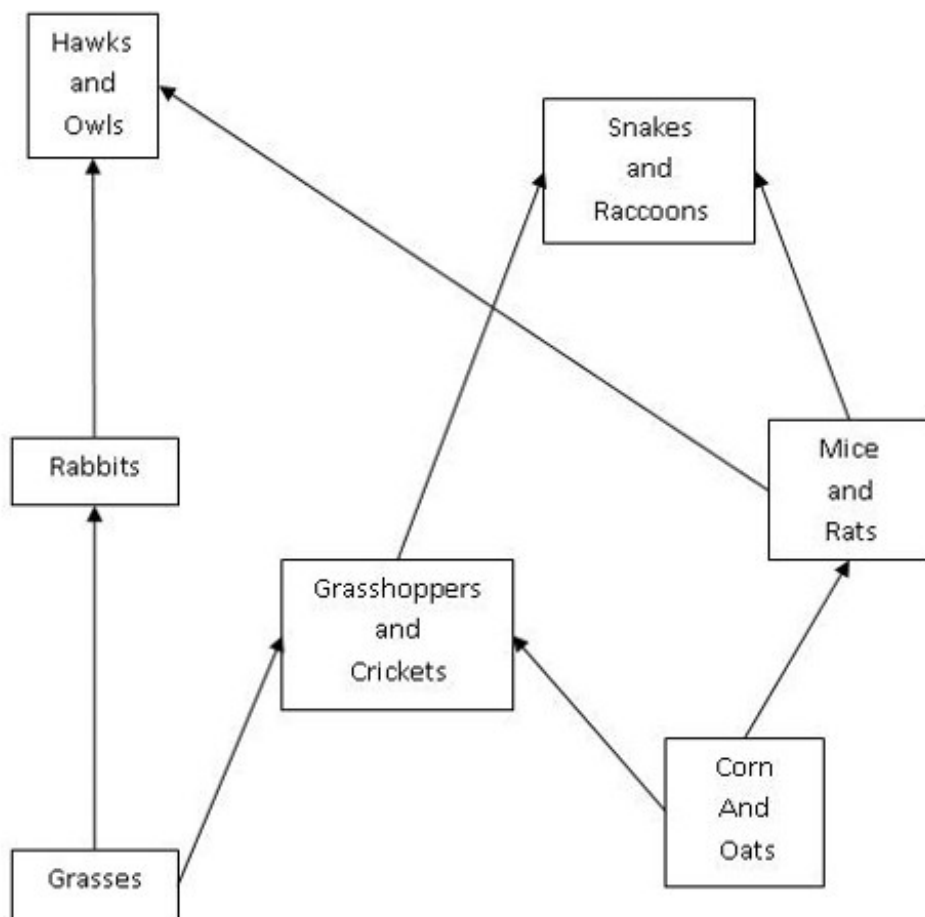 Hawks
and
Owls
Snakes
and
Raccoons
Rabbits
Mice
and
Rats
Grasshoppers
and
Crickets
Corn
And
Oats
Grasses